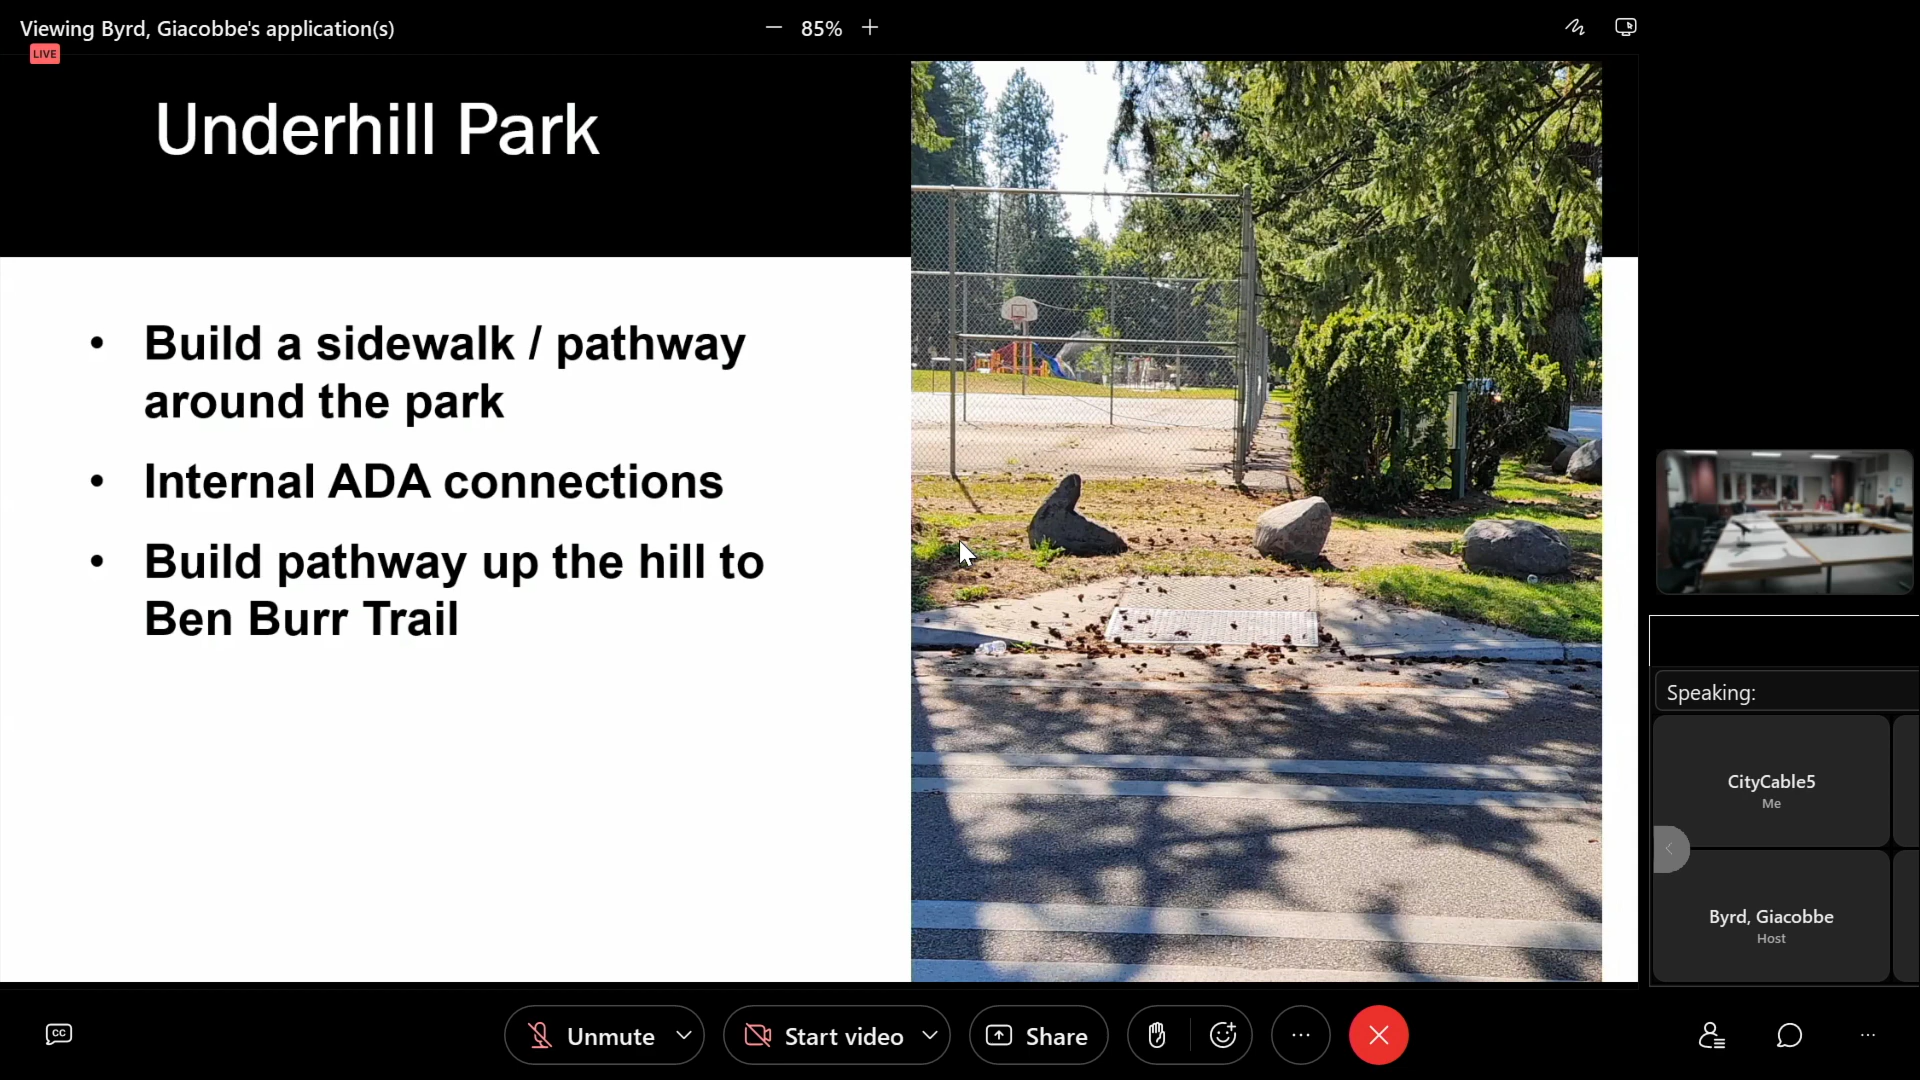 Viewing Byrd, Giacobbe's application(s)
85%
LIVE
Underhill Park
• Build a sidewalk / pathway
around the park
• Internal ADA connections
• Build pathway up the hill to
Ben Burr Trail
Speaking:
CityCable5
Me
Byrd, Giacobbe
Host
CC
Unmute
Start video
Share